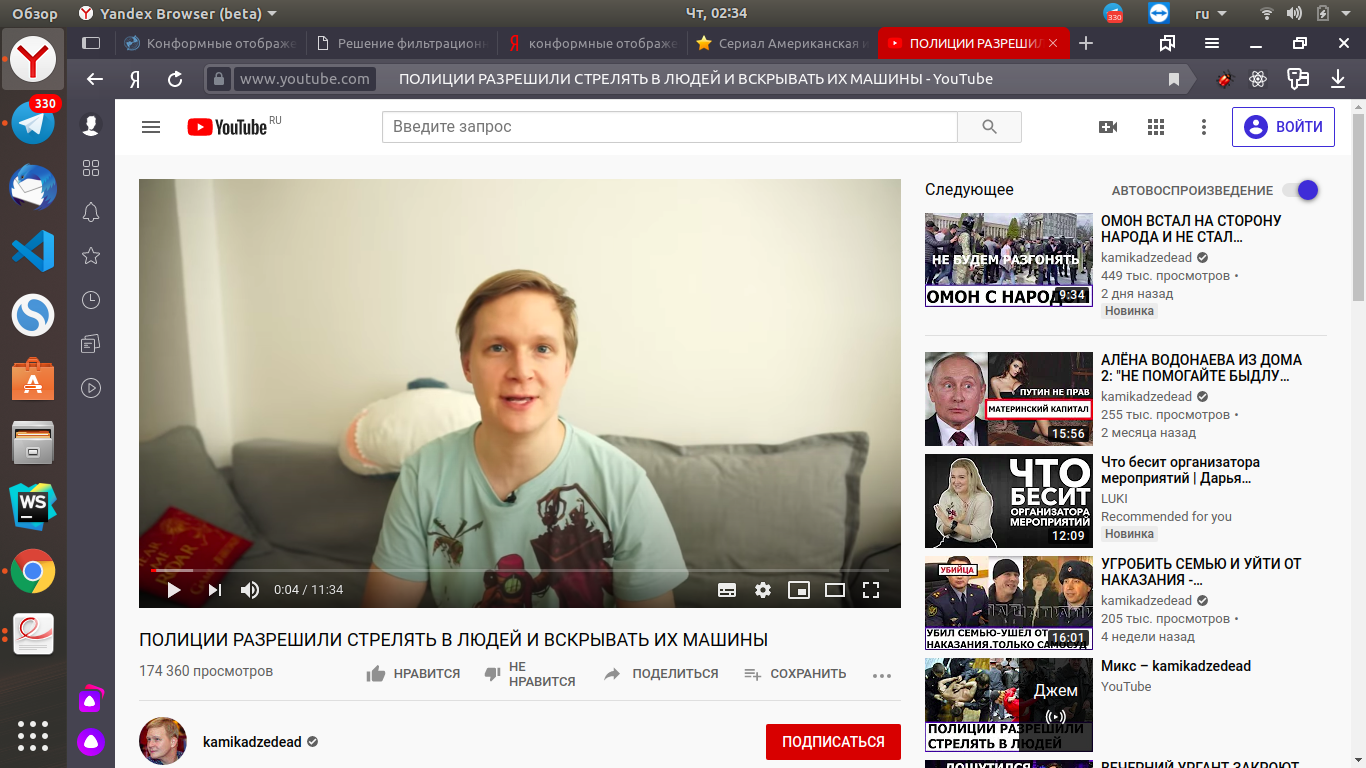 Обзор
Yandex Browser (beta)
Чт, 02:34
330
ru
Конформные отображе
Решение фильтрационн
конформные отображе
Сериал Американская и
ПОЛИЦИИ РАЗРЕШИЛ
www.youtube.com
ПОЛИЦИИ РАЗРЕШИЛИ СТРЕЛЯТЬ В ЛЮДЕЙ И ВСКРЫВАТЬ ИХ МАШИНЫ - YouTube
330
WS
YouTube RU
Введите запрос
ВОЙТИ
0:04 / 11:34
ПОЛИЦИИ РАЗРЕШИЛИ СТРЕЛЯТЬ В ЛЮДЕЙ И ВСКРЫВАТЬ ИХ МАШИНЫ
174 360 просмотров
НРАВИТСЯ
НЕ
НРАВИТСЯ
ПОДЕЛИТЬСЯ
СОХРАНИТЬ
kamikadzedead
ПОДПИСАТЬСЯ
Следующее
АВТОВОСПРОИЗВЕДЕНИЕ
НЕ БУДЕМ РАЗГОНЯТЬ
ОМОН С НАРОДОМ
9:34
ОМОН ВСТАЛ НА СТОРОНУ
НАРОДА И НЕ СТАЛ...
kamikadzedead
449 тыс. просмотров •
2 дня назад
Новинка
ПУТИН НЕ ПРАВ
МАТЕРИНСКИЙ КАПИТАЛ
15:56
АЛЁНА ВОДОНАЕВА ИЗ ДОМА
2: "НЕ ПОМОГАЙТЕ БЫДЛУ...
kamikadzedead
255 тыс. просмотров •
2 месяца назад
ЧТО
БЕСИТ
ОРГАНИЗАТОРА
МЕРОПРИЯТИЙ
12:09
Что бесит организатора
мероприятий | Дарья...
LUKI
Recommended for you
Новинка
УБИЙЦА
УБИЛ СЕМЬЮ-УШЕЛ ОТ
НАКАЗАНИЯ.ТОЛЬКО САМОСУД
16:01
УГРОБИТЬ СЕМЬЮ И УЙТИ ОТ
НАКАЗАНИЯ -...
kamikadzedead
205 тыс. просмотров •
4 недели назад
Джем
ПОЛИЦИИ РАЗРЕШИЛИ
СТРЕЛЯТЬ В ЛЮДЕЙ
Микс – kamikadzedead
YouTube
ВЕЧЕРНИЙ УРГАНТ ЗАКРОЮТ